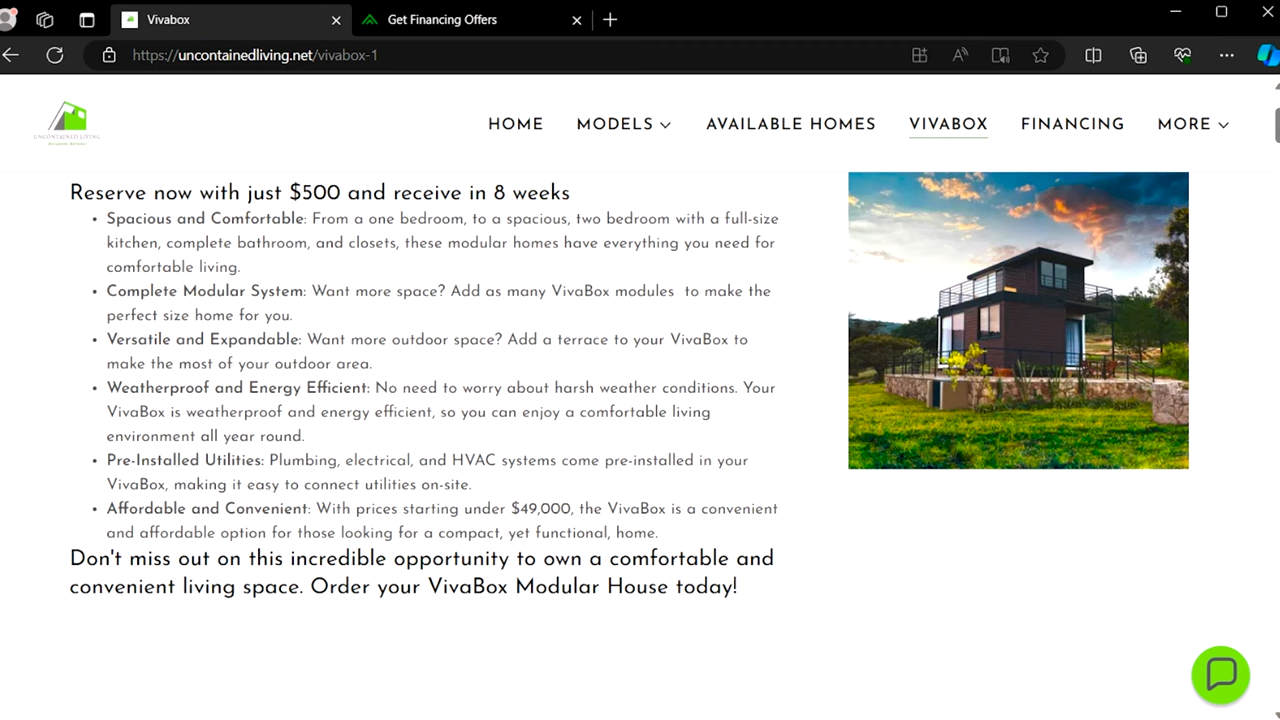 Vivabox
Get Financing Offers
https://uncontainedliving.net/vivabox-1
UNCONTAINED LIVING
HOME
MODELS
AVAILABLE HOMES
VIVABOX
FINANCING
MORE
Reserve now with just $500 and receive in 8 weeks
• Spacious and Comfortable: From a one bedroom, to a spacious, two bedroom with a full-size
kitchen, complete bathroom, and closets, these modular homes have everything you need for
comfortable living.
• Complete Modular System: Want more space? Add as many VivaBox modules to make the
perfect size home for you.
• Versatile and Expandable: Want more outdoor space? Add a terrace to your VivaBox to
make the most of your outdoor area.
• Weatherproof and Energy Efficient: No need to worry about harsh weather conditions. Your
VivaBox is weatherproof and energy efficient, so you can enjoy a comfortable living
environment all year round.
• Pre-Installed Utilities: Plumbing, electrical, and HVAC systems come pre-installed in your
VivaBox, making it easy to connect utilities on-site.
• Affordable and Convenient: With prices starting under $49,000, the VivaBox is a convenient
and affordable option for those looking for a compact, yet functional, home.
Don't miss out on this incredible opportunity to own a comfortable and
convenient living space. Order your VivaBox Modular House today!